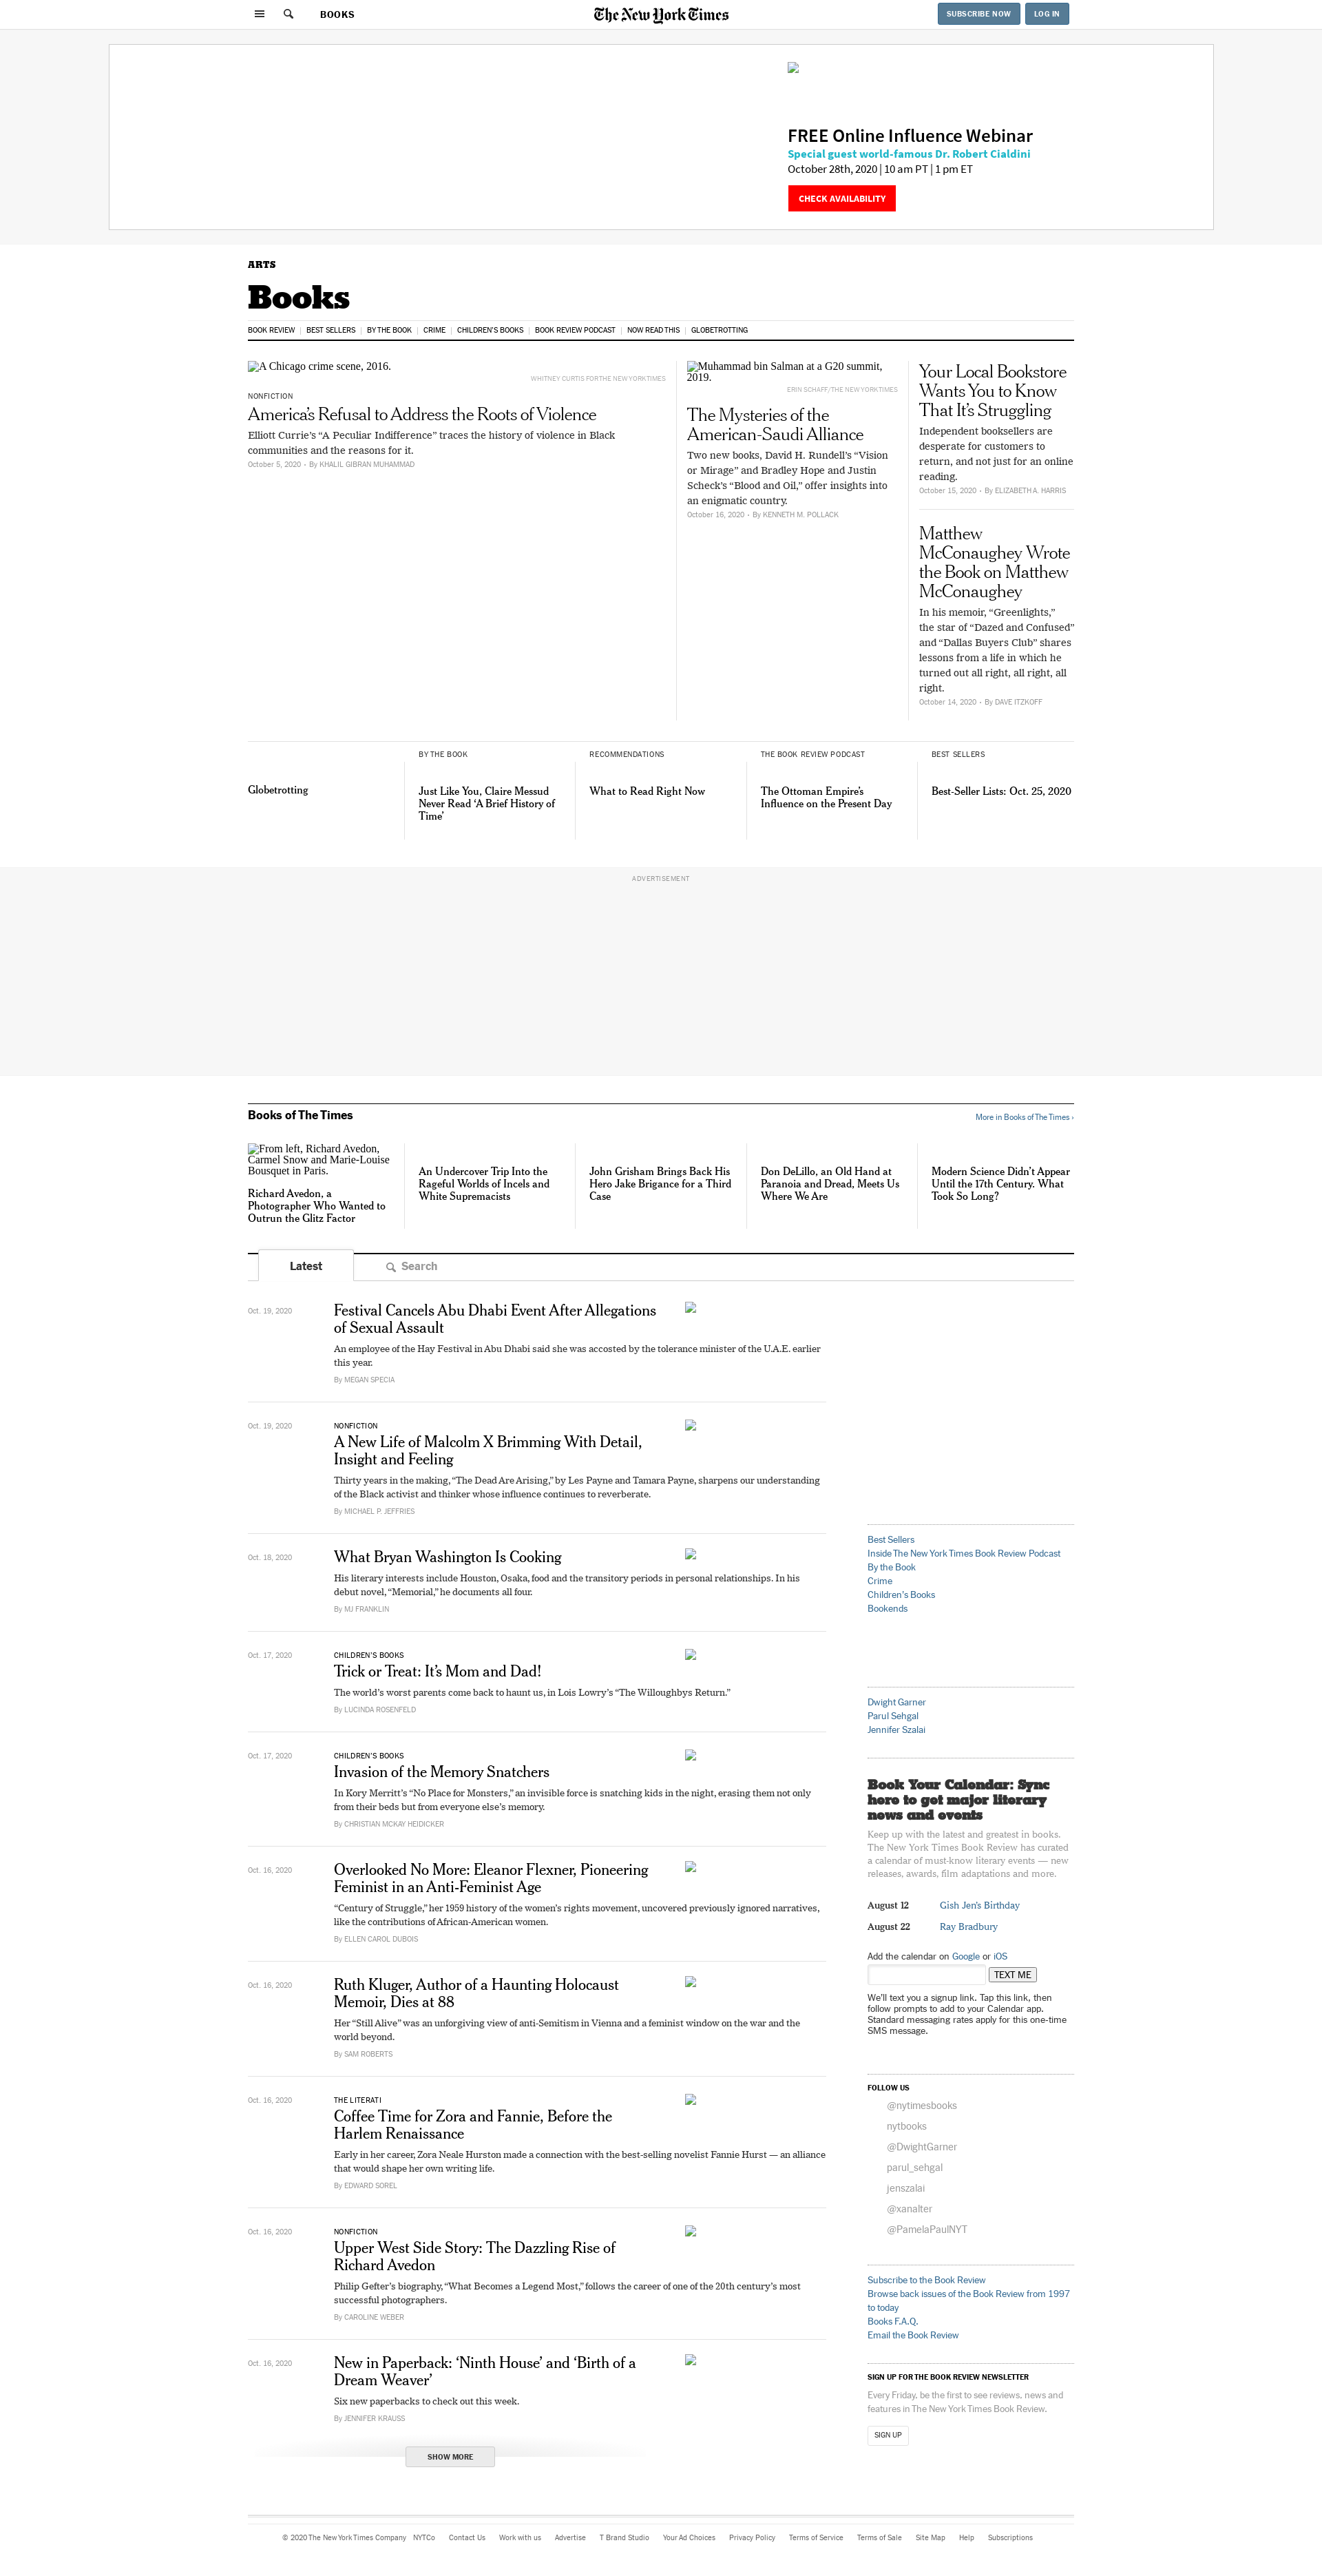 BOOKS
The New York Times
SUBSCRIBE NOW
LOG IN
FREE Online Influence Webinar
Special guest world-famous Dr. Robert Cialdini
October 28th, 2020 | 10 am PT | 1 pm ET
CHECK AVAILABILITY
ARTS
Books
BOOK REVIEW | BEST SELLERS | BY THE BOOK | CRIME | CHILDREN'S BOOKS | BOOK REVIEW PODCAST | NOW READ THIS | GLOBETROTTING
A Chicago crime scene, 2016.
WHITNEY CURTIS FOR THE NEW YORK TIMES
NONFICTION
America's Refusal to Address the Roots of Violence
Elliott Currie's “A Peculiar Indifference” traces the history of violence in Black
communities and the reasons for it.
October 5, 2020 · By KHALIL GIBRAN MUHAMMAD
Muhammad bin Salman at a G20 summit,
2019.
ERIN SCHAFF/THE NEW YORK TIMES
The Mysteries of the
American-Saudi Alliance
Two new books, David H. Rundell's “Vision
or Mirage” and Bradley Hope and Justin
Scheck's “Blood and Oil,” offer insights into
an enigmatic country.
October 16, 2020 · By KENNETH M. POLLACK
Your Local Bookstore
Wants You to Know
That It's Struggling
Independent booksellers are
desperate for customers to
return, and not just for an online
reading.
October 15, 2020 · By ELIZABETH A. HARRIS
Matthew
McConaughey Wrote
the Book on Matthew
McConaughey
In his memoir, “Greenlights,”
the star of “Dazed and Confused”
and “Dallas Buyers Club” shares
lessons from a life in which he
turned out all right, all right, all
right.
October 14, 2020 · By DAVE ITZKOFF
Globetrotting
BY THE BOOK
Just Like You, Claire Messud
Never Read ‘A Brief History of
Time’
RECOMMENDATIONS
What to Read Right Now
THE BOOK REVIEW PODCAST
The Ottoman Empire's
Influence on the Present Day
BEST SELLERS
Best-Seller Lists: Oct. 25, 2020
ADVERTISEMENT
Books of The Times
More in Books of The Times ›
From left, Richard Avedon,
Carmel Snow and Marie-Louise
Bousquet in Paris.
Richard Avedon, a
Photographer Who Wanted to
Outrun the Glitz Factor
An Undercover Trip Into the
Rageful Worlds of Incels and
White Supremacists
John Grisham Brings Back His
Hero Jake Brigance for a Third
Case
Don DeLillo, an Old Hand at
Paranoia and Dread, Meets Us
Where We Are
Modern Science Didn't Appear
Until the 17th Century. What
Took So Long?
Latest
Search
Oct. 19, 2020
Festival Cancels Abu Dhabi Event After Allegations
of Sexual Assault
An employee of the Hay Festival in Abu Dhabi said she was accosted by the tolerance minister of the U.A.E. earlier
this year.
By MEGAN SPECIA
Oct. 19, 2020
NONFICTION
A New Life of Malcolm X Brimming With Detail,
Insight and Feeling
Thirty years in the making, “The Dead Are Arising,” by Les Payne and Tamara Payne, sharpens our understanding
of the Black activist and thinker whose influence continues to reverberate.
By MICHAEL P. JEFFRIES
Oct. 18, 2020
What Bryan Washington Is Cooking
His literary interests include Houston, Osaka, food and the transitory periods in personal relationships. In his
debut novel, “Memorial,” he documents all four.
By MJ FRANKLIN
Oct. 17, 2020
CHILDREN'S BOOKS
Trick or Treat: It's Mom and Dad!
The world's worst parents come back to haunt us, in Lois Lowry's “The Willoughbys Return.”
By LUCINDA ROSENFELD
Oct. 17, 2020
CHILDREN'S BOOKS
Invasion of the Memory Snatchers
In Kory Merritt's “No Place for Monsters,” an invisible force is snatching kids in the night, erasing them not only
from their beds but from everyone else's memory.
By CHRISTIAN MCKAY HEIDICKER
Oct. 16, 2020
Overlooked No More: Eleanor Flexner, Pioneering
Feminist in an Anti-Feminist Age
“Century of Struggle,” her 1959 history of the women's rights movement, uncovered previously ignored narratives,
like the contributions of African-American women.
By ELLEN CAROL DUBOIS
Oct. 16, 2020
Ruth Kluger, Author of a Haunting Holocaust
Memoir, Dies at 88
Her “Still Alive” was an unforgiving view of anti-Semitism in Vienna and a feminist window on the war and the
world beyond.
By SAM ROBERTS
Oct. 16, 2020
THE LITERATI
Coffee Time for Zora and Fannie, Before the
Harlem Renaissance
Early in her career, Zora Neale Hurston made a connection with the best-selling novelist Fannie Hurst — an alliance
that would shape her own writing life.
By EDWARD SOREL
Oct. 16, 2020
NONFICTION
Upper West Side Story: The Dazzling Rise of
Richard Avedon
Philip Gefter's biography, “What Becomes a Legend Most,” follows the career of one of the 20th century's most
successful photographers.
By CAROLINE WEBER
Oct. 16, 2020
New in Paperback: ‘Ninth House’ and ‘Birth of a
Dream Weaver’
Six new paperbacks to check out this week.
By JENNIFER KRAUSS
SHOW MORE
Best Sellers
Inside The New York Times Book Review Podcast
By the Book
Crime
Children's Books
Bookends
Dwight Garner
Parul Sehgal
Jennifer Szalai
Book Your Calendar: Sync
here to get major literary
news and events
Keep up with the latest and greatest in books.
The New York Times Book Review has curated
a calendar of must-know literary events — new
releases, awards, film adaptations and more.
August 12 Gish Jen's Birthday
August 22 Ray Bradbury
Add the calendar on Google or iOS
TEXT ME
We'll text you a signup link. Tap this link, then
follow prompts to add to your Calendar app.
Standard messaging rates apply for this one-time
SMS message.
FOLLOW US
@nytimesbooks
nytbooks
@DwightGarner
parul_sehgal
jenszalai
@xanalter
@PamelaPaulNYT
Subscribe to the Book Review
Browse back issues of the Book Review from 1997
to today
Books F.A.Q.
Email the Book Review
SIGN UP FOR THE BOOK REVIEW NEWSLETTER
Every Friday, be the first to see reviews, news and
features in The New York Times Book Review.
SIGN UP
© 2020 The New York Times Company NYTCo Contact Us Work with us Advertise T Brand Studio Your Ad Choices Privacy Policy Terms of Service Terms of Sale Site Map Help Subscriptions